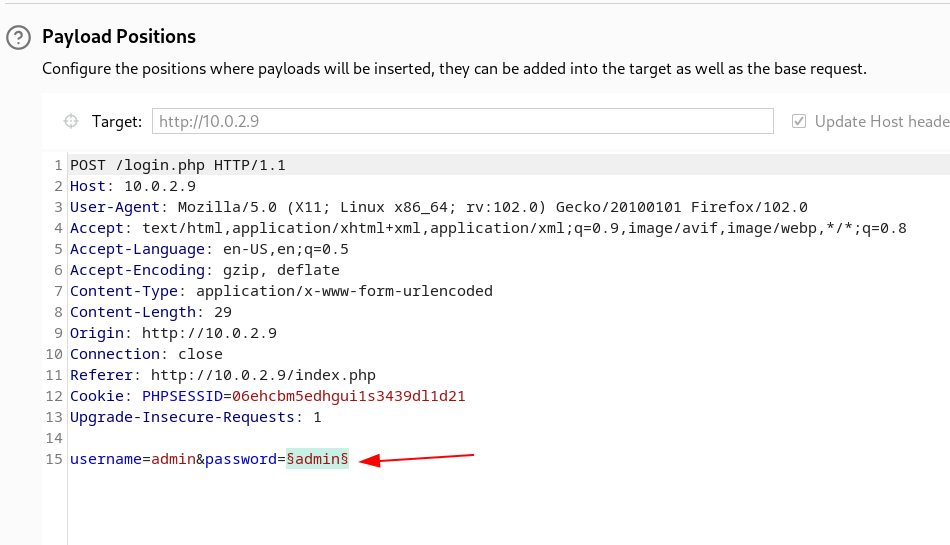 ?
Payload Positions
Configure the positions where payloads will be inserted, they can be added into the target as well as the base request.
Target: http://10.0.2.9 Update Host heade
1 POST /login.php HTTP/1.1
2 Host: 10.0.2.9
3 User-Agent: Mozilla/5.0 (X11; Linux x86_64; rv:102.0) Gecko/20100101 Firefox/102.0
4 Accept: text/html,application/xhtml+xml,application/xml;q=0.9,image/avif,image/webp,*/*;q=0.8
5 Accept-Language: en-US,en;q=0.5
6 Accept-Encoding: gzip, deflate
7 Content-Type: application/x-www-form-urlencoded
8 Content-Length: 29
9 Origin: http://10.0.2.9
10 Connection: close
11 Referer: http://10.0.2.9/index.php
12 Cookie: PHPSESSID=06ehcbm5edhgui1s3439dl1d21
13 Upgrade-Insecure-Requests: 1
14
15 username=admin&password=§admin§